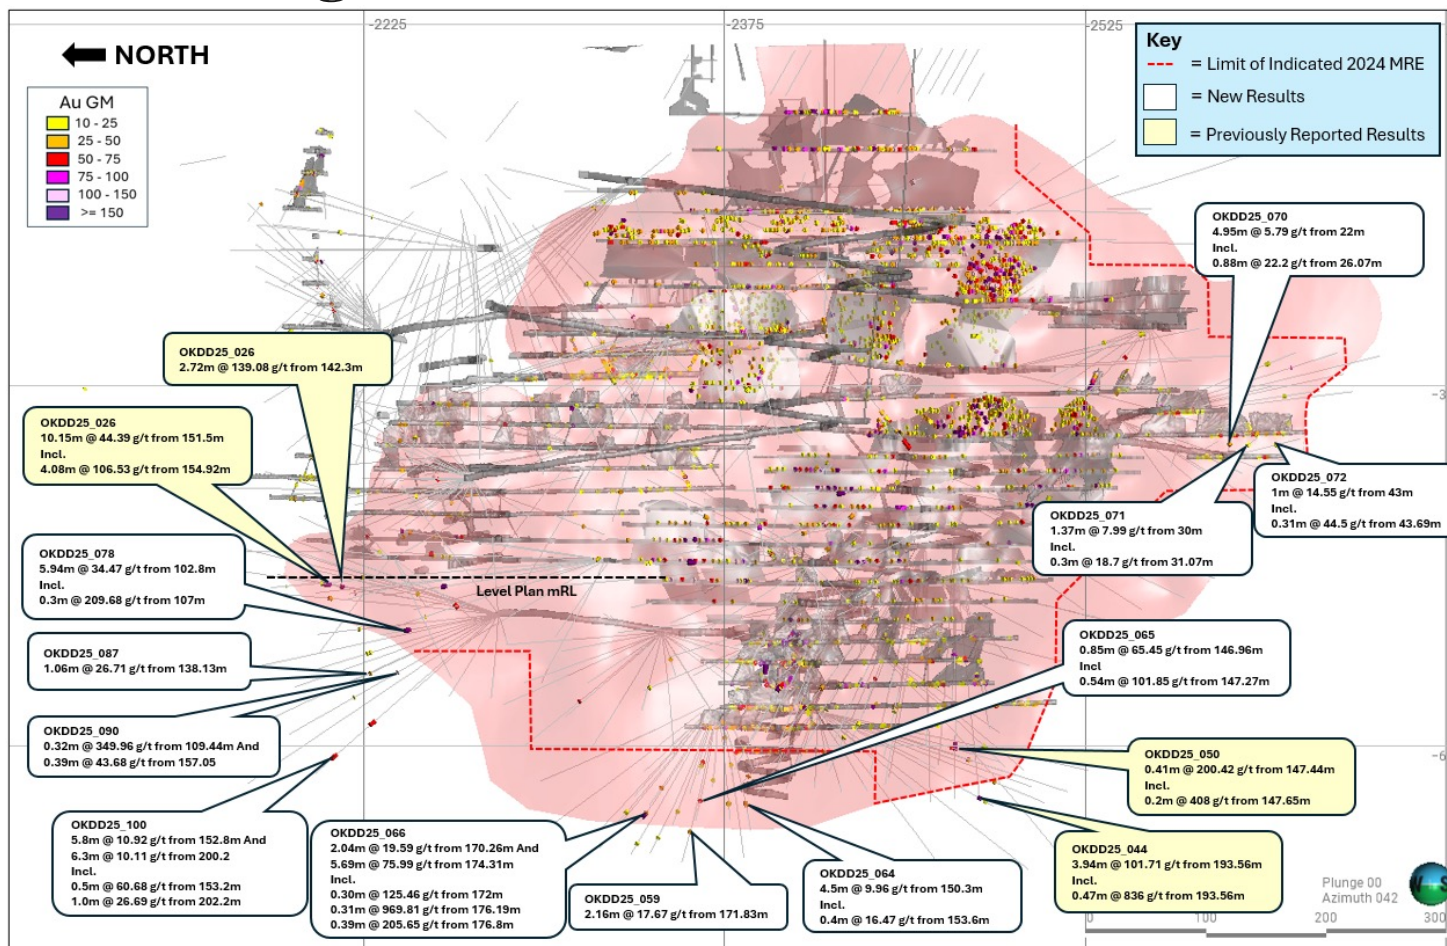 -2225
-2375
-2525
NORTH
Au GM
10 - 25
25 - 50
50 - 75
75 - 100
100 - 150
>= 150
Key
= Limit of Indicated 2024 MRE
= New Results
= Previously Reported Results
OKDD25_070
4.95m @ 5.79 g/t from 22m
Incl.
0.88m @ 22.2 g/t from 26.07m
OKDD25_026
2.72m @ 139.08 g/t from 142.3m
OKDD25_026
10.15m @ 44.39 g/t from 151.5m
Incl.
4.08m @ 106.53 g/t from 154.92m
OKDD25_072
1m @ 14.55 g/t from 43m
Incl.
0.31m @ 44.5 g/t from 43.69m
OKDD25_071
1.37m @ 7.99 g/t from 30m
Incl.
0.3m @ 18.7 g/t from 31.07m
OKDD25_078
5.94m @ 34.47 g/t from 102.8m
Incl.
0.3m @ 209.68 g/t from 107m
Level Plan mRL
OKDD25_087
1.06m @ 26.71 g/t from 138.13m
OKDD25_065
0.85m @ 65.45 g/t from 146.96m
Incl
0.54m @ 101.85 g/t from 147.27m
OKDD25_090
0.32m @ 349.96 g/t from 109.44m And
0.39m @ 43.68 g/t from 157.05
OKDD25_050
0.41m @ 200.42 g/t from 147.44m
Incl.
0.2m @ 408 g/t from 147.65m
OKDD25_100
5.8m @ 10.92 g/t from 152.8m And
6.3m @ 10.11 g/t from 200.2
Incl.
0.5m @ 60.68 g/t from 153.2m
1.0m @ 26.69 g/t from 202.2m
OKDD25_066
2.04m @ 19.59 g/t from 170.26m And
5.69m @ 75.99 g/t from 174.31m
Incl.
0.30m @ 125.46 g/t from 172m
0.31m @ 969.81 g/t from 176.19m
0.39m @ 205.65 g/t from 176.8m
OKDD25_059
2.16m @ 17.67 g/t from 171.83m
OKDD25_064
4.5m @ 9.96 g/t from 150.3m
Incl.
0.4m @ 16.47 g/t from 153.6m
OKDD25_044
3.94m @ 101.71 g/t from 193.56m
Incl.
0.47m @ 836 g/t from 193.56m
Plunge 00
Azimuth 042
0 100 200 300